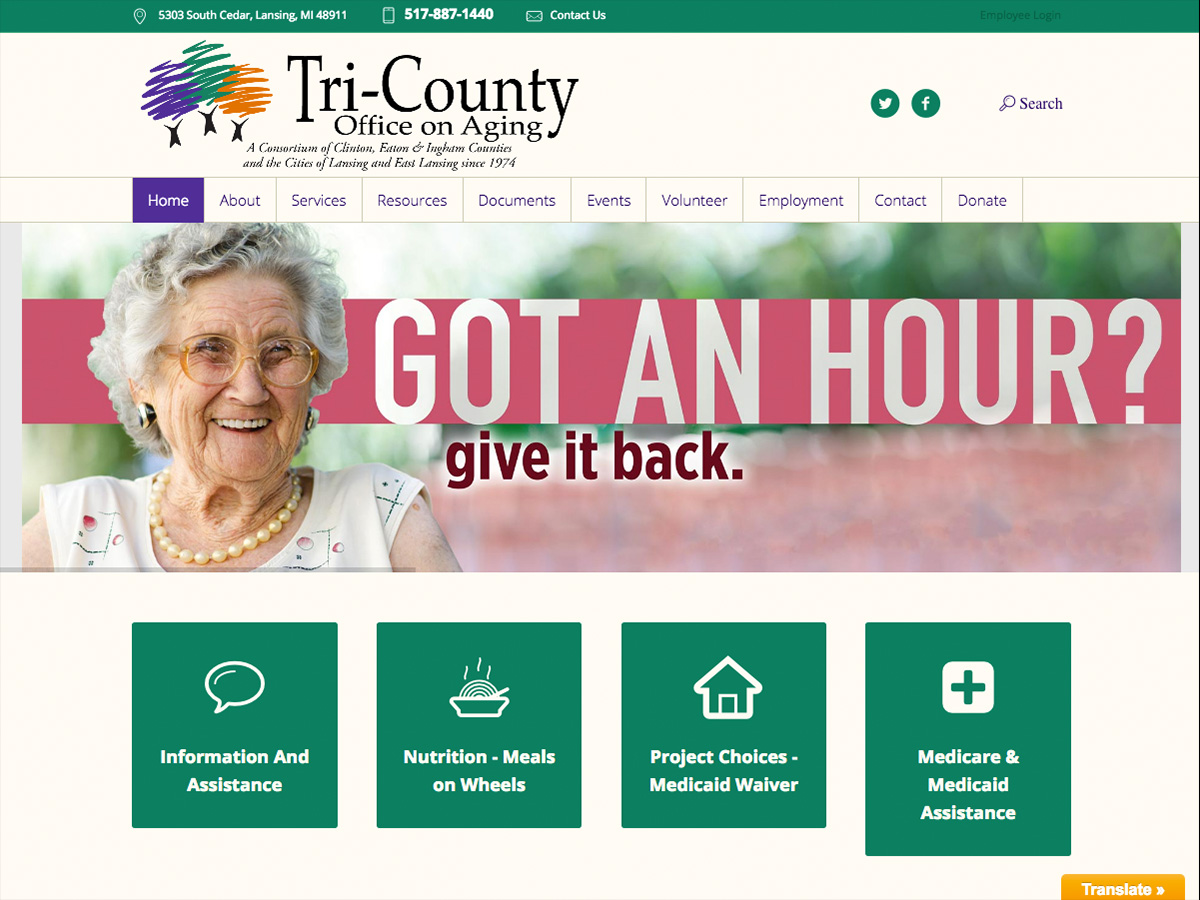 5303 South Cedar, Lansing, MI 48911
517-887-1440
Contact Us
Employee Login
Tri-County
Office on Aging
A Consortium of Clinton, Eaton & Ingham Counties
and the Cities of Lansing and East Lansing since 1974
Search
Home About Services Resources Documents Events Volunteer Employment Contact Donate
GOT AN HOUR?
give it back.
Information And
Assistance
Nutrition - Meals
on Wheels
Project Choices -
Medicaid Waiver
Medicare &
Medicaid
Assistance
Translate »